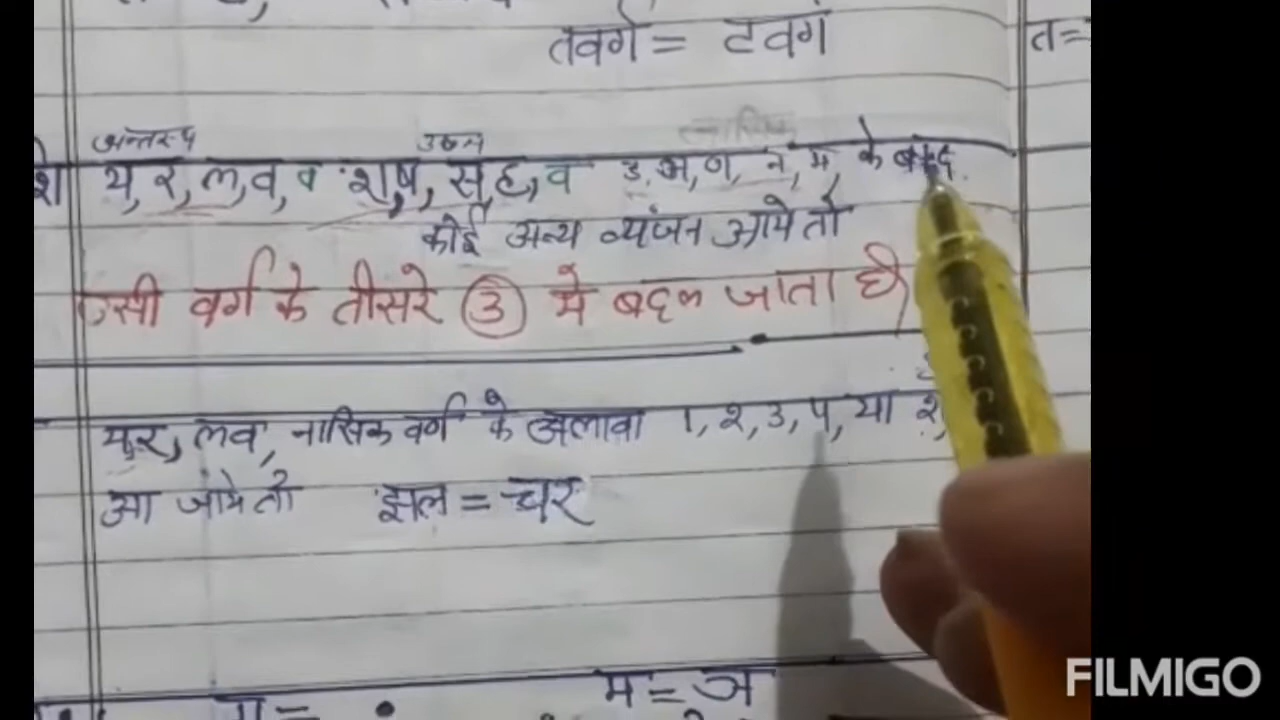 तवर्ग = टवर्ग
त=
अन्तस्थ उष्म
य,र,ल,व,व श,ष,स,ह,व ड,ञ,ण,न,म, के बाद
कोई अन्य व्यंजन आये तो
वर्ग के तीसरे ③ मे बदल जाता है
यर, लव, नासिक वर्ग के अलावा 1,2,3,4, या श,
आ जाये तो झल = चर
म = ञ
FILMIGO